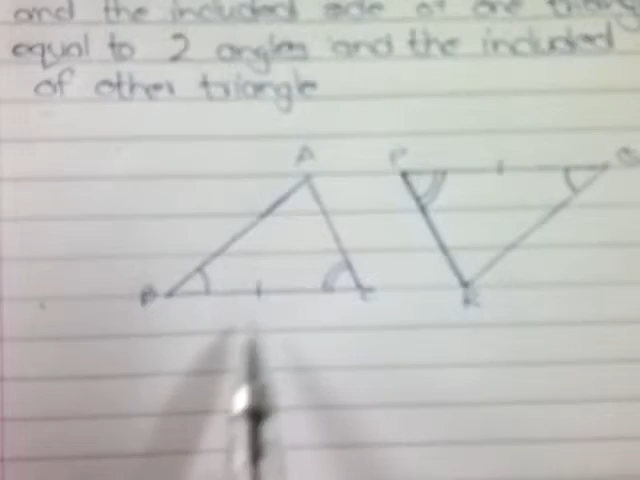 and the included side of one
equal to 2 angles and the included
of other triangle
A P Q
B C R